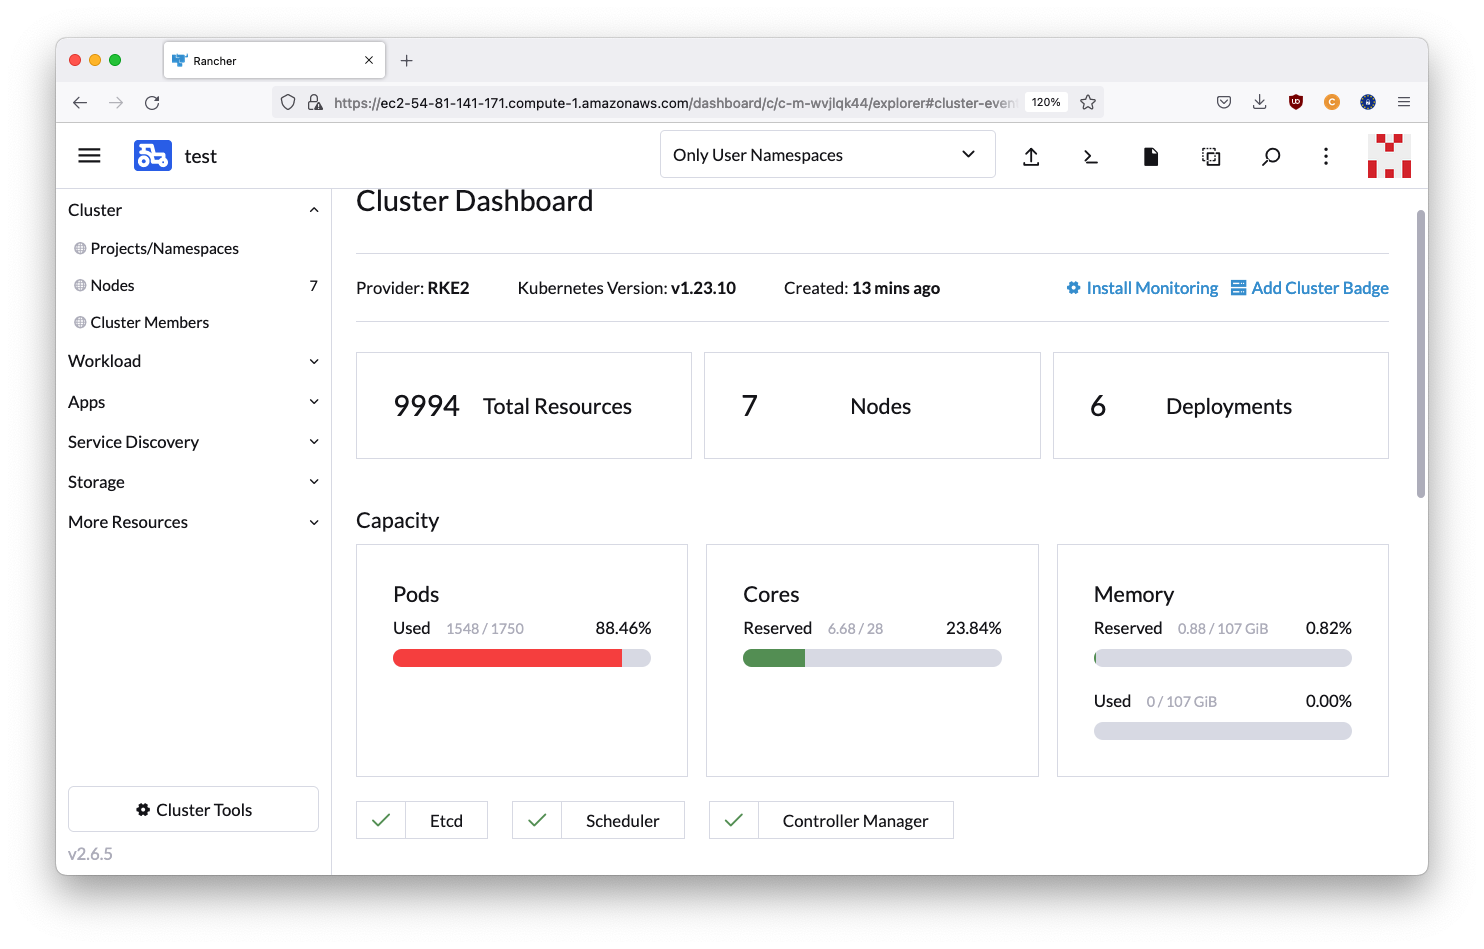 Rancher
https://ec2-54-81-141-171.compute-1.amazonaws.com/dashboard/c/c-m-wvjlqk44/explorer#cluster-even
120%
test
Only User Namespaces
Cluster
Projects/Namespaces
Nodes 7
Cluster Members
Workload
Apps
Service Discovery
Storage
More Resources
Cluster Tools
v2.6.5
Cluster Dashboard
Provider: RKE2 Kubernetes Version: v1.23.10 Created: 13 mins ago Install Monitoring Add Cluster Badge
9994 Total Resources
7 Nodes
6 Deployments
Capacity
Pods
Used 1548 / 1750 88.46%
Cores
Reserved 6.68 / 28 23.84%
Memory
Reserved 0.88 / 107 GiB 0.82%
Used 0 / 107 GiB 0.00%
Etcd
Scheduler
Controller Manager